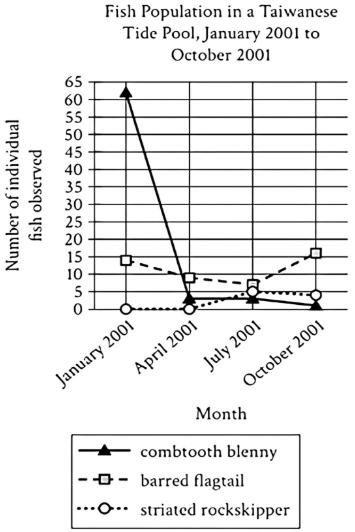 Fish Population in a Taiwanese
Tide Pool, January 2001 to
October 2001
Number of individual
fish observed
65
60
55
50
45
40
35
30
25
20
15
10
5
0
January 2001
April 2001
July 2001
October 2001
Month
combtooth blenny
barred flagtail
striated rockskipper